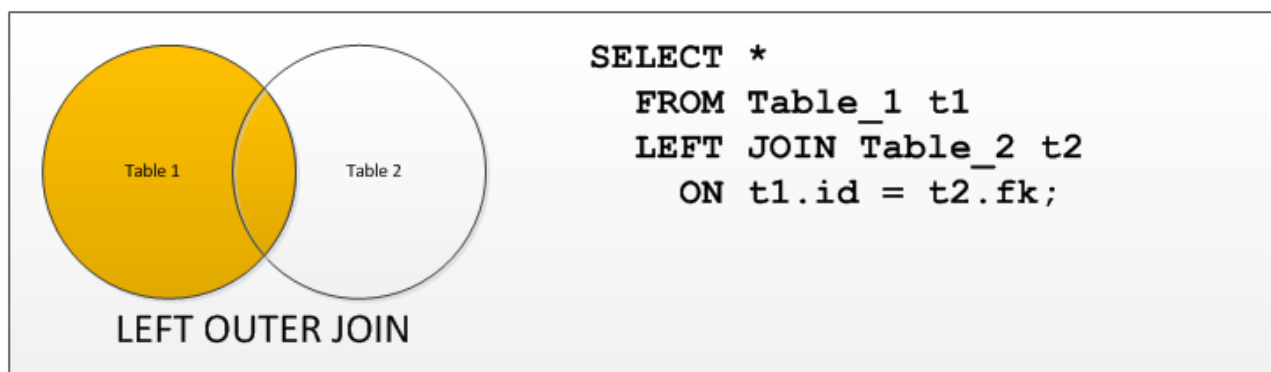 Table 1
Table 2
LEFT OUTER JOIN
SELECT *
FROM Table_1 t1
LEFT JOIN Table_2 t2
ON t1.id = t2.fk;